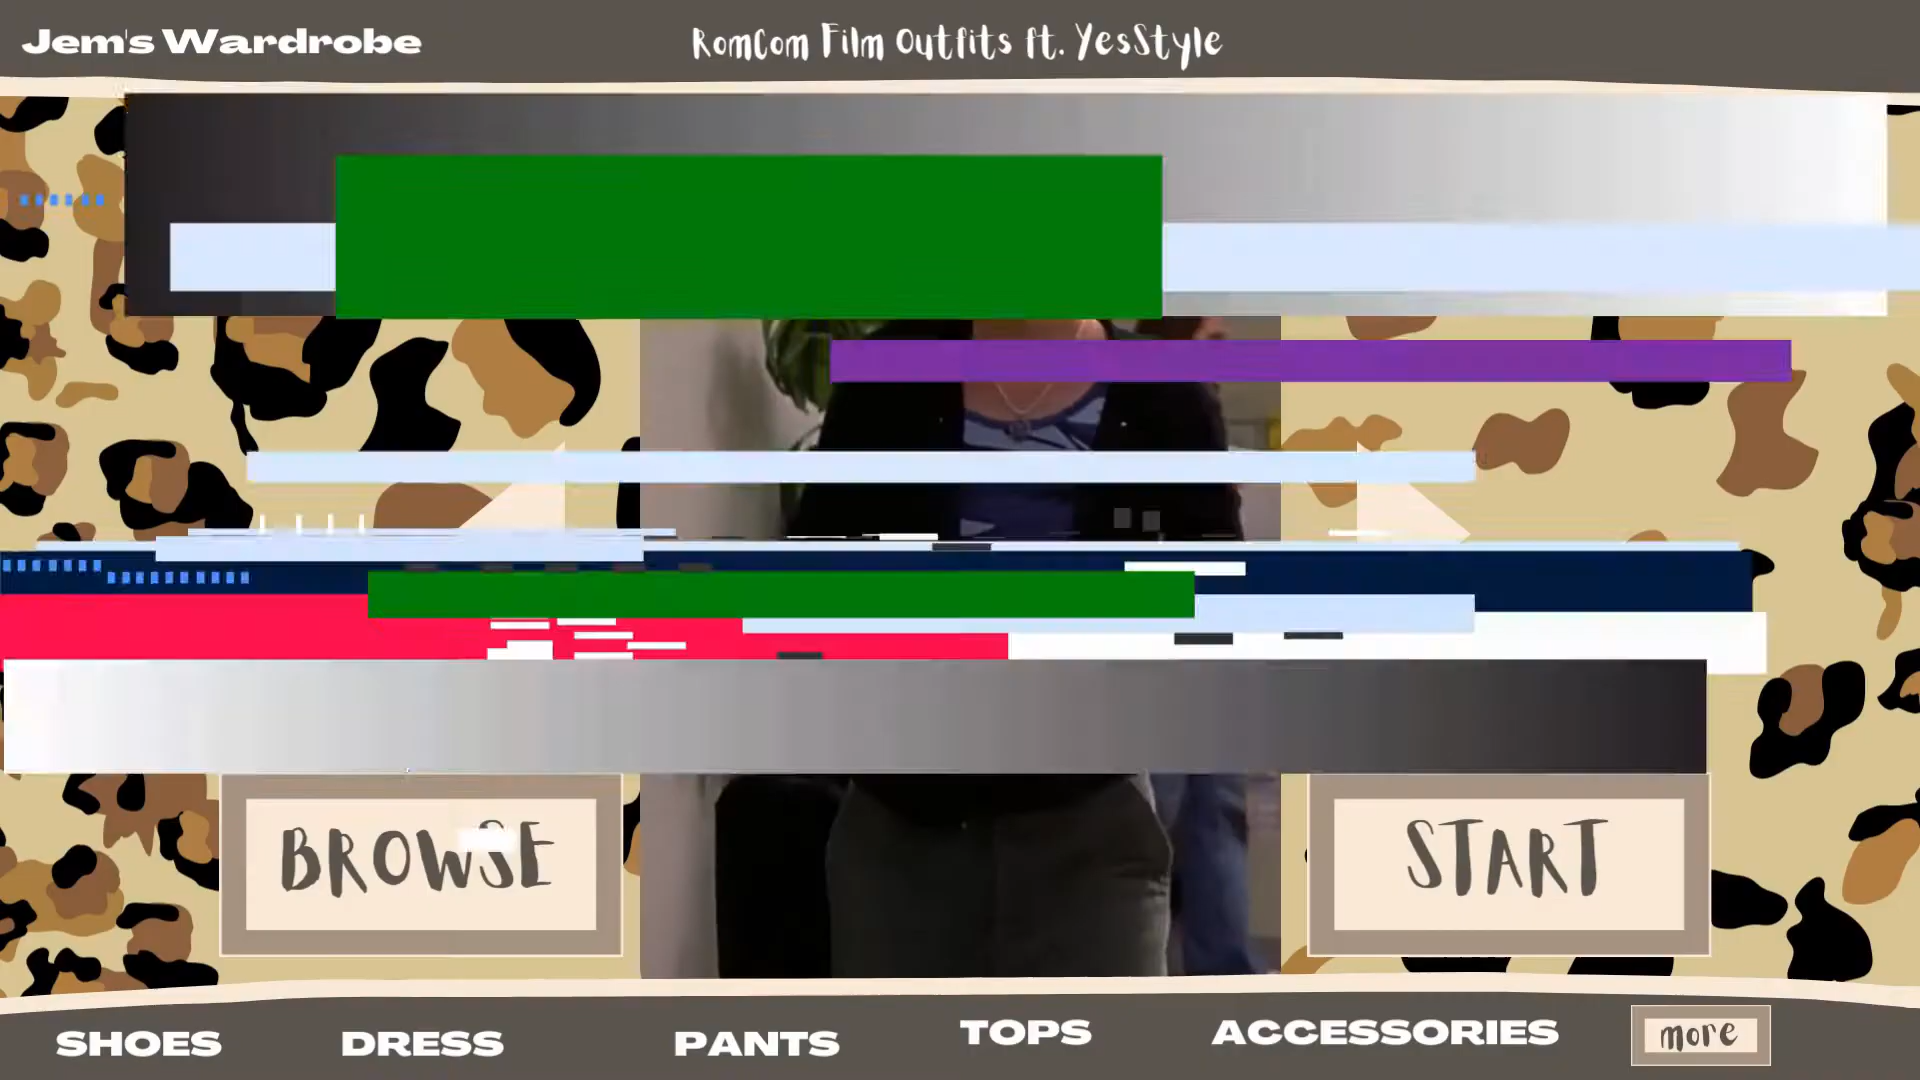 Jem's Wardrobe
RomCom Film Outfits ft. YesStyle
BROWSE
START
SHOES
DRESS
PANTS
TOPS
ACCESSORIES
more